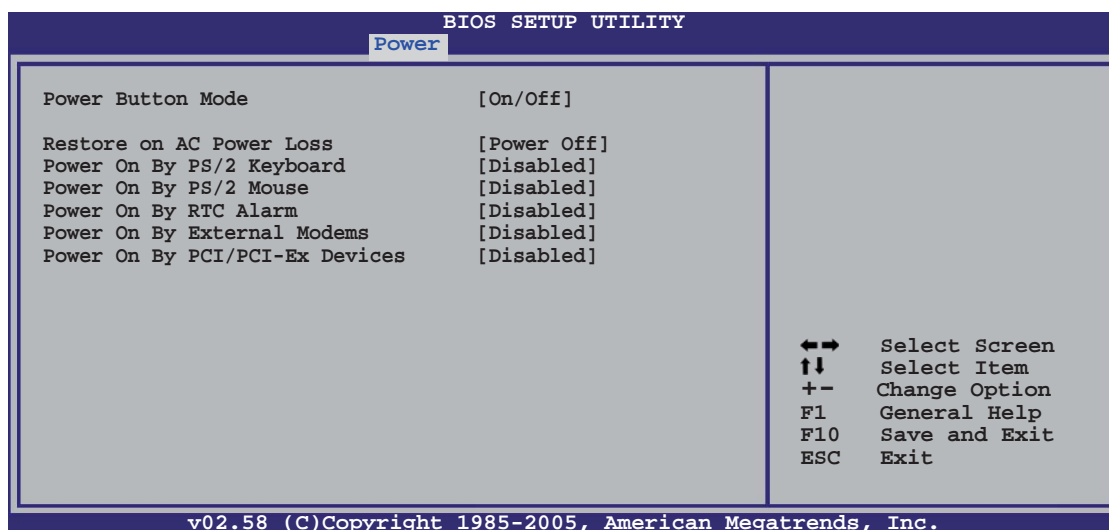 BIOS SETUP UTILITY
Power
Power Button Mode [On/Off]
Restore on AC Power Loss [Power Off]
Power On By PS/2 Keyboard [Disabled]
Power On By PS/2 Mouse [Disabled]
Power On By RTC Alarm [Disabled]
Power On By External Modems [Disabled]
Power On By PCI/PCI-Ex Devices [Disabled]
←→ Select Screen
↑↓ Select Item
+- Change Option
F1 General Help
F10 Save and Exit
ESC Exit
v02.58 (C)Copyright 1985-2005, American Megatrends, Inc.